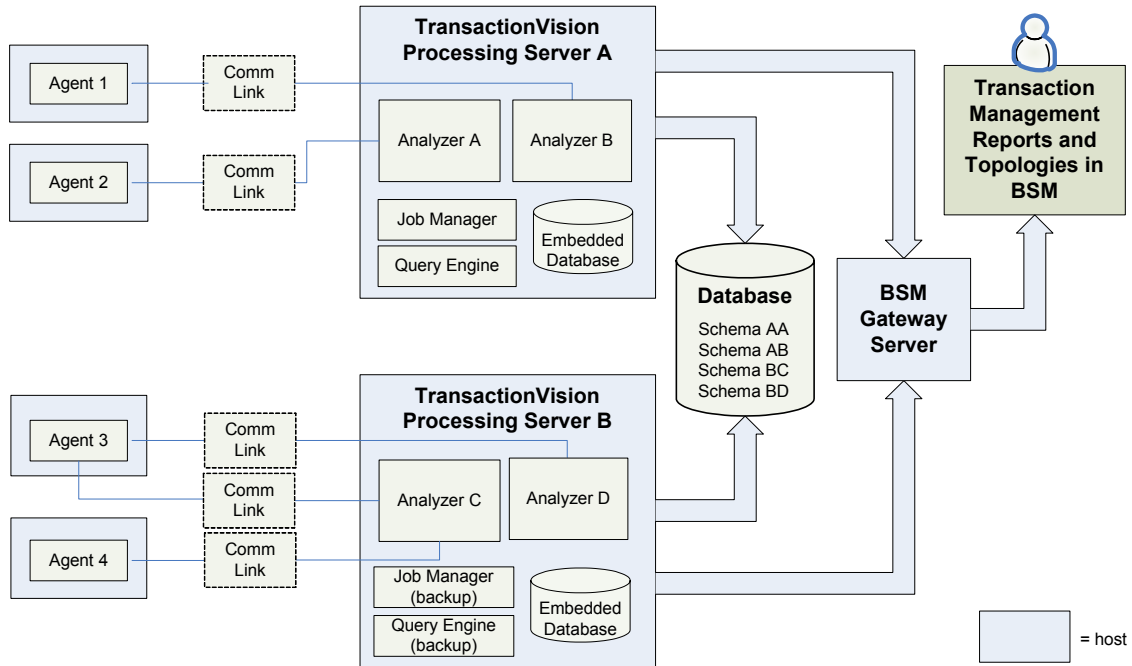 TransactionVision
Processing Server A
Agent 1
Comm
Link
Analyzer A
Analyzer B
Agent 2
Comm
Link
Job Manager
Query Engine
Embedded
Database
Transaction
Management
Reports and
Topologies in
BSM
Database
Schema AA
Schema AB
Schema BC
Schema BD
BSM
Gateway
Server
TransactionVision
Processing Server B
Agent 3
Comm
Link
Comm
Link
Analyzer C
Analyzer D
Agent 4
Comm
Link
Job Manager
(backup)
Query Engine
(backup)
Embedded
Database
= host